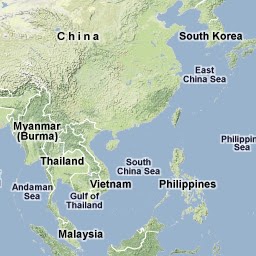 China
South Korea
East
China Sea
Myanmar
(Burma)
Philippin
Sea
Thailand
South
China Sea
Andaman
Sea
Vietnam
Philippines
Gulf of
Thailand
Malaysia